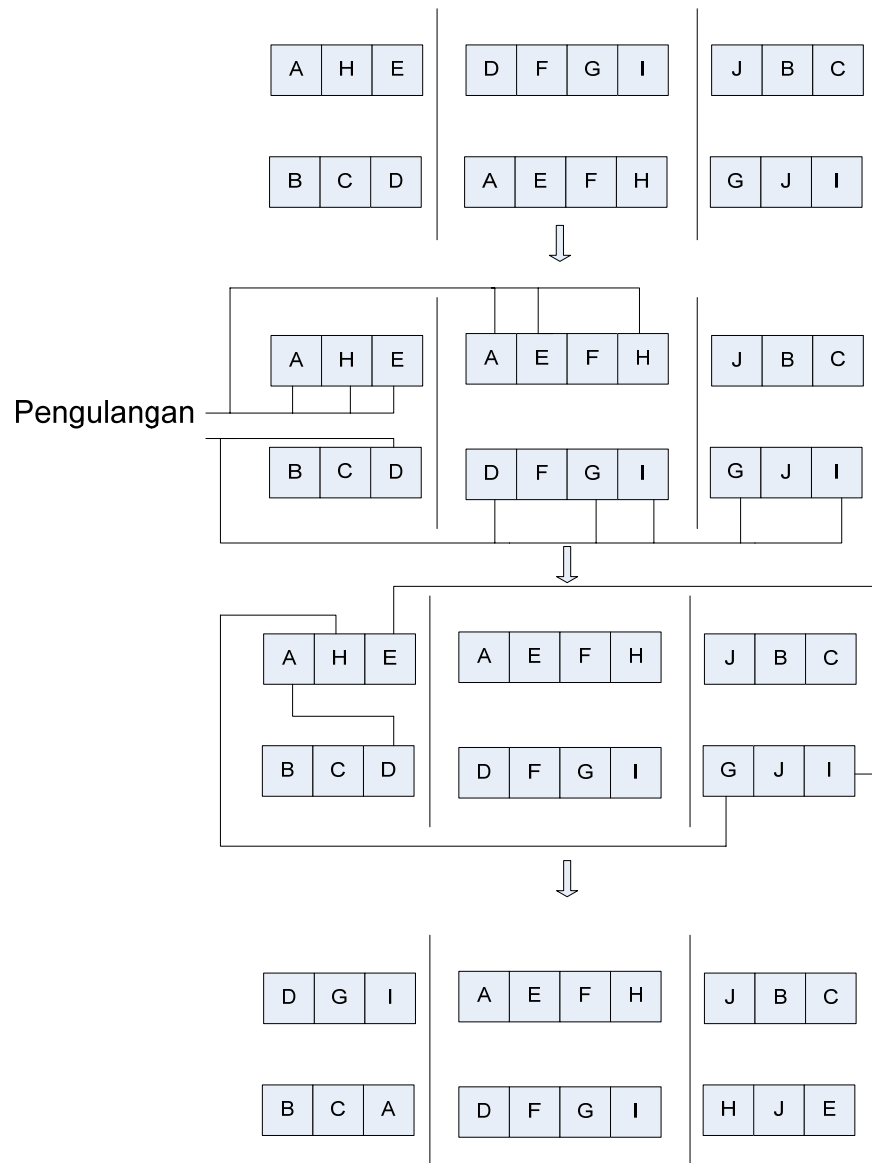 A H E D F G I J B C
B C D A E F H G J I
A H E A E F H J B C
Pengulangan
B C D D F G I G J I
A H E A E F H J B C
B C D D F G I G J I
D G I A E F H J B C
B C A D F G I H J E